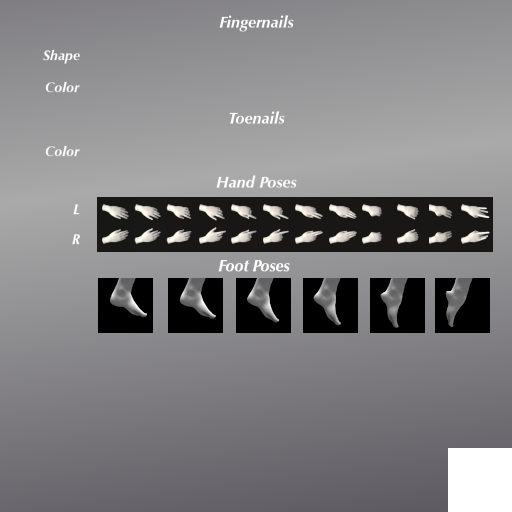 Fingernails
Shape
Color
Toenails
Color
Hand Poses
L
R
Foot Poses